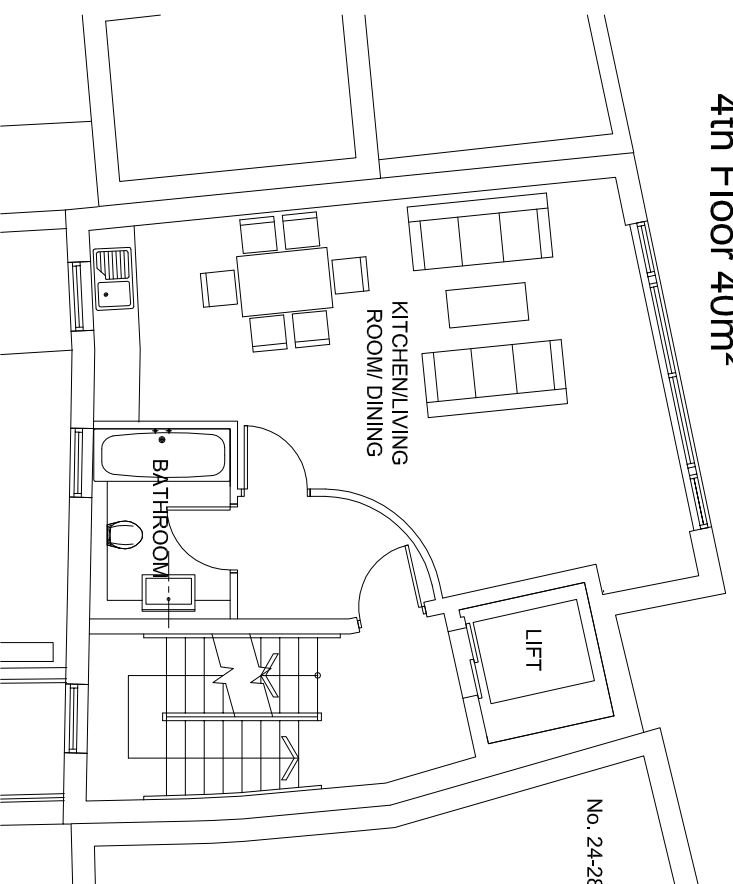 4th Floor 40m²
KITCHEN/LIVING
ROOM/ DINING
BATHROOM
LIFT
No. 24-28